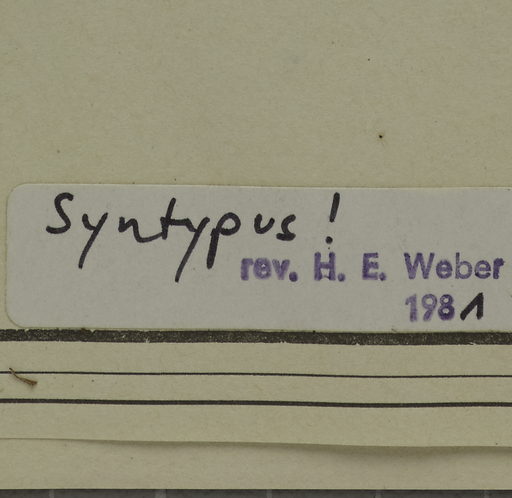 Syntypus!
rev. H. E. Weber
1981